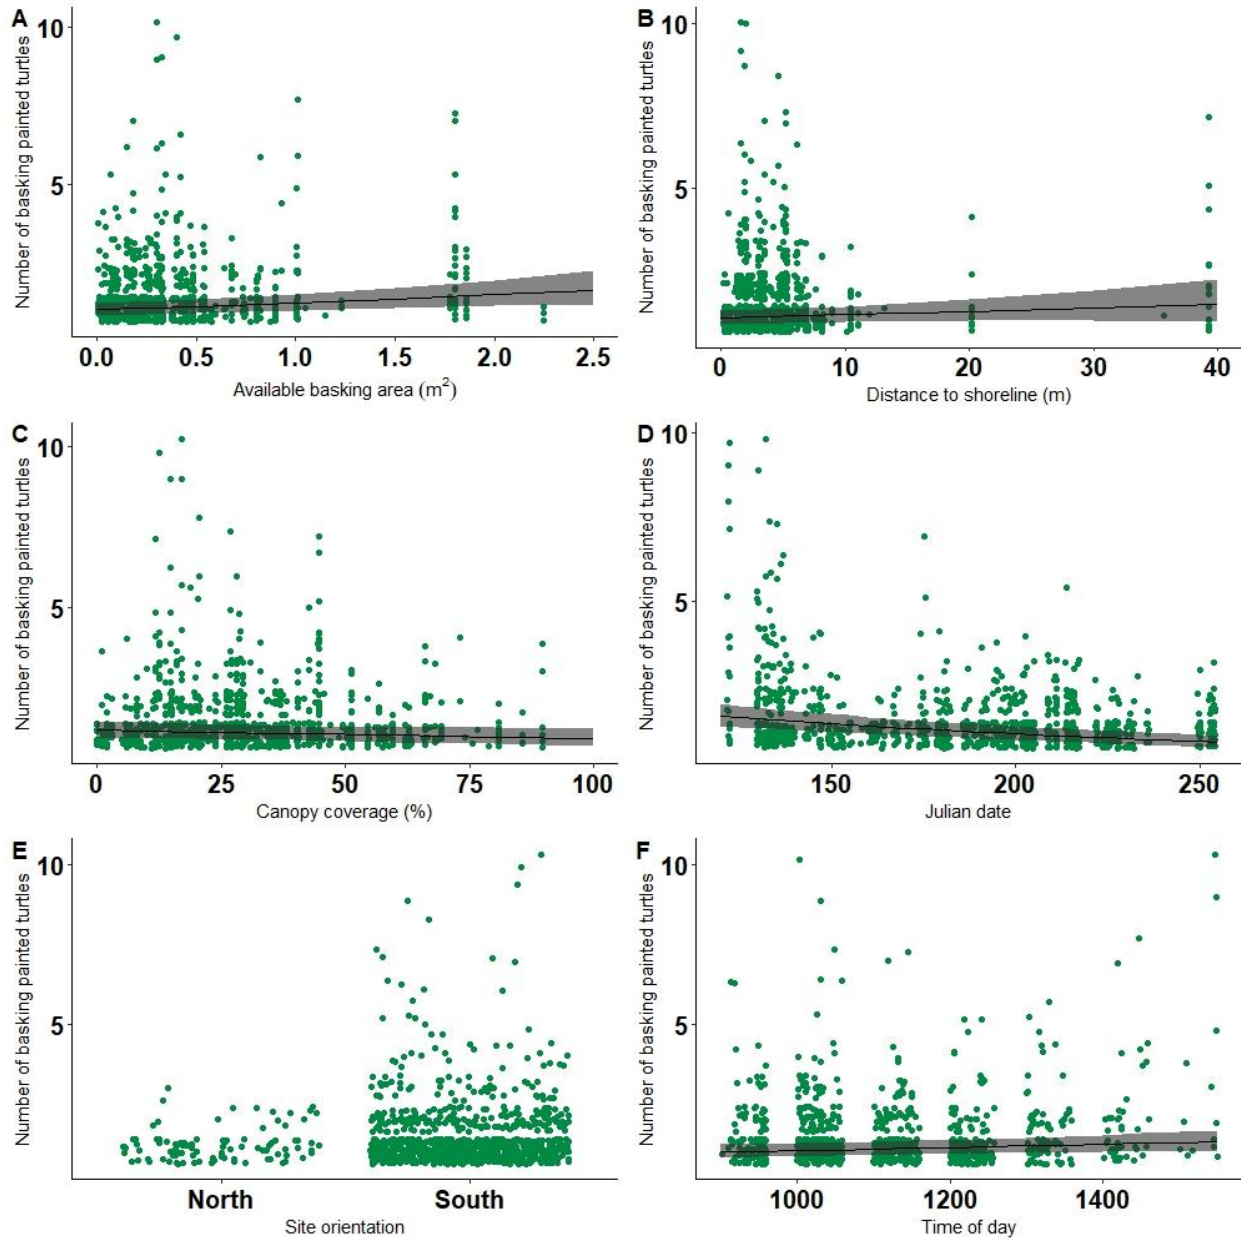 A
Number of basking painted turtles
10
5
0.0 0.5 1.0 1.5 2.0 2.5
Available basking area (m²)
B
Number of basking painted turtles
10
5
0 10 20 30 40
Distance to shoreline (m)
C
Number of basking painted turtles
10
5
0 25 50 75 100
Canopy coverage (%)
D
Number of basking painted turtles
10
5
150 200 250
Julian date
E
Number of basking painted turtles
10
5
North South
Site orientation
F
Number of basking painted turtles
10
5
1000 1200 1400
Time of day